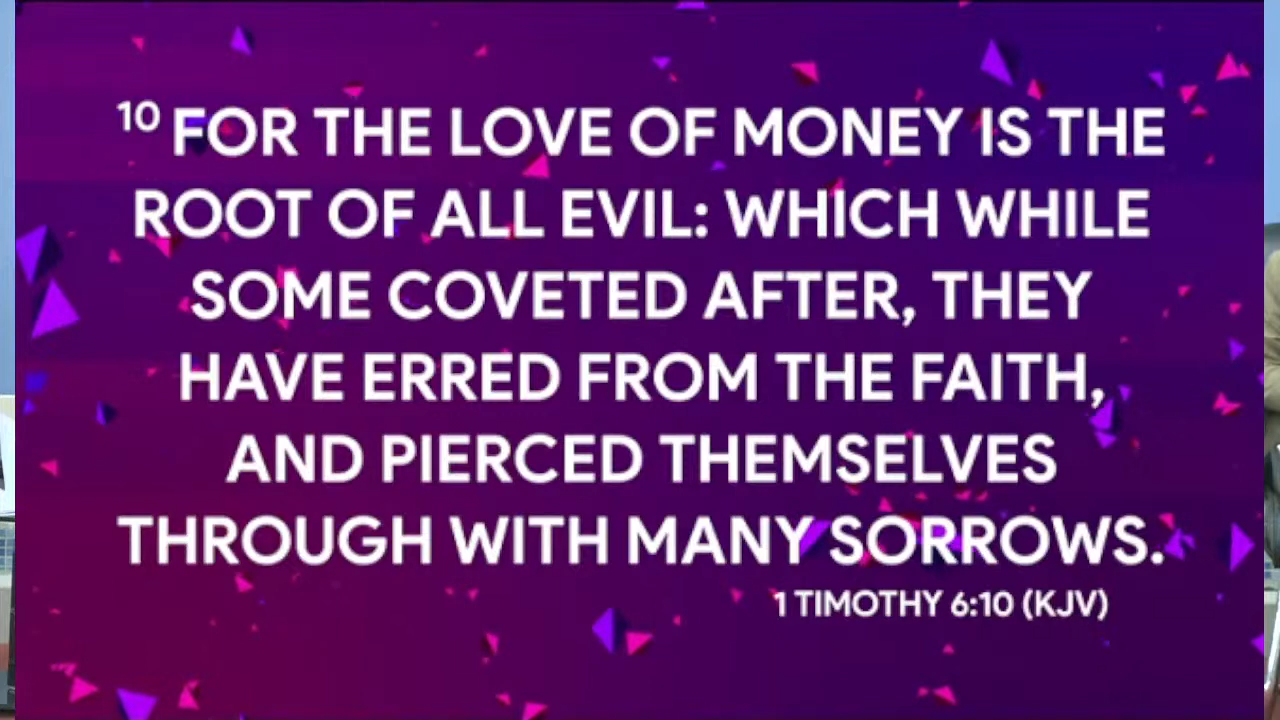 10 FOR THE LOVE OF MONEY IS THE
ROOT OF ALL EVIL: WHICH WHILE
SOME COVETED AFTER, THEY
HAVE ERRED FROM THE FAITH,
AND PIERCED THEMSELVES
THROUGH WITH MANY SORROWS.
1 TIMOTHY 6:10 (KJV)